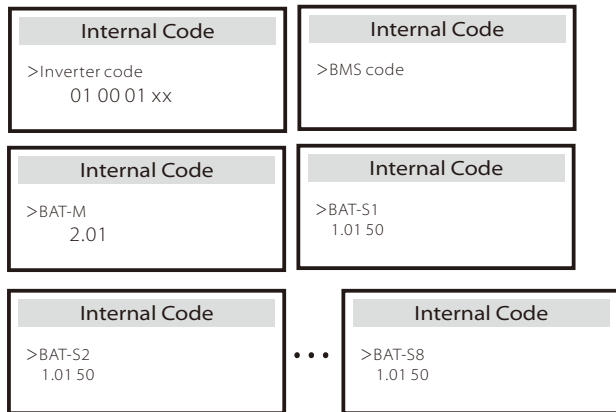 Internal Code
>Inverter code
01 00 01 xx
Internal Code
>BMS code
Internal Code
>BAT-M
2.01
Internal Code
>BAT-S1
1.01 50
Internal Code
>BAT-S2
1.01 50
...
Internal Code
>BAT-S8
1.01 50